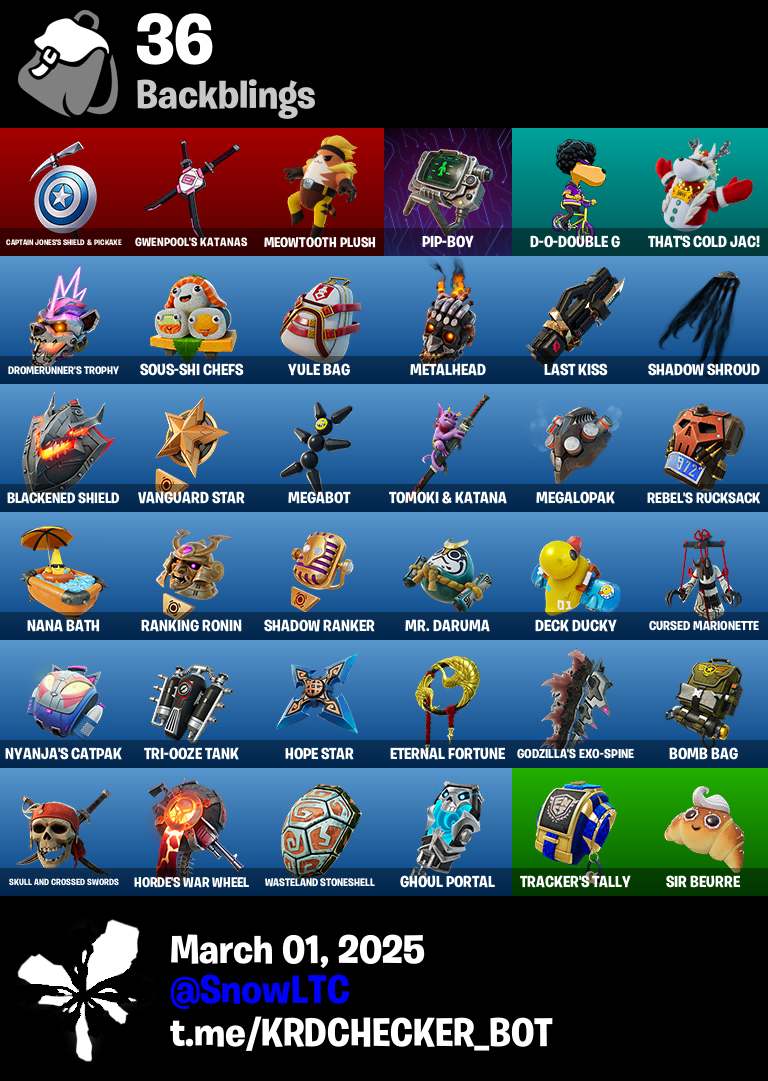 36
Backblings
CAPTAIN JONES'S SHIELD & PICKAXE
GWENPOOL'S KATANAS
MEOWTOOTH PLUSH
PIP-BOY
D-O-DOUBLE G
THAT'S COLD JAC!
DROMERUNNER'S TROPHY
SOUS-SHI CHEFS
YULE BAG
METALHEAD
LAST KISS
SHADOW SHROUD
BLACKENED SHIELD
VANGUARD STAR
MEGABOT
TOMOKI & KATANA
MEGALOPAK
912
REBEL'S RUCKSACK
NANA BATH
RANKING RONIN
SHADOW RANKER
MR. DARUMA
01
DECK DUCKY
CURSED MARIONETTE
NYANJA'S CATPAK
TRI-OOZE TANK
HOPE STAR
ETERNAL FORTUNE
GODZILLA'S EXO-SPINE
BOMB BAG
SKULL AND CROSSED SWORDS
HORDE'S WAR WHEEL
WASTELAND STONESHELL
GHOUL PORTAL
TRACKER'S TALLY
SIR BEURRE
March 01, 2025
@SnowLTC
t.me/KRDCHECKER_BOT